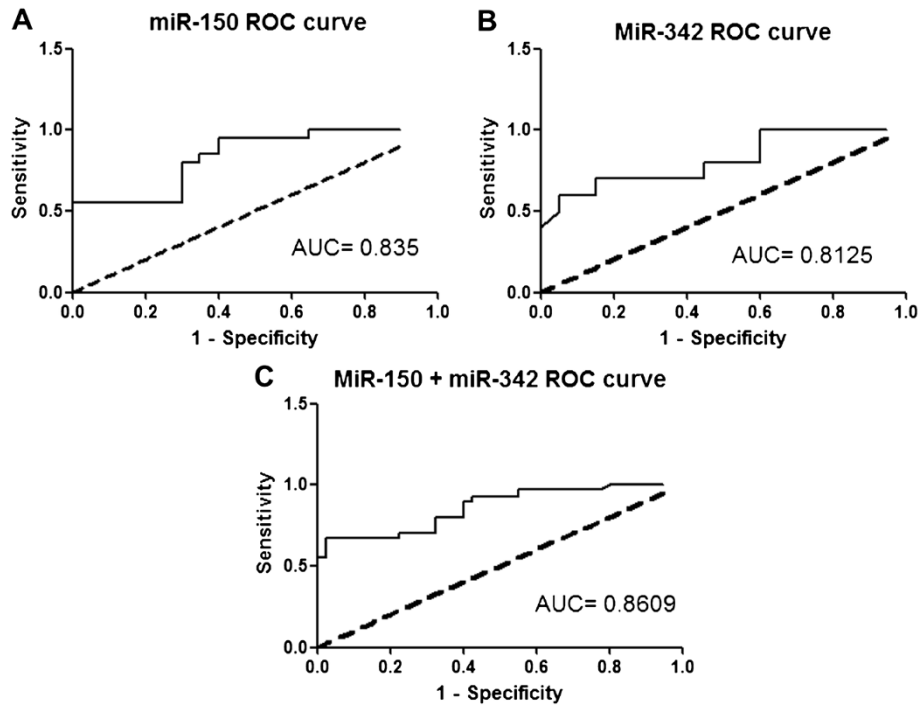 A
miR-150 ROC curve
1.5
1.0
0.5
0.0
Sensitivity
AUC= 0.835
0.0 0.2 0.4 0.6 0.8 1.0
1 - Specificity
B
MiR-342 ROC curve
1.5
1.0
0.5
0.0
Sensitivity
AUC= 0.8125
0.0 0.2 0.4 0.6 0.8 1.0
1 - Specificity
C
MiR-150 + miR-342 ROC curve
1.5
1.0
0.5
0.0
Sensitivity
AUC= 0.8609
0.0 0.2 0.4 0.6 0.8 1.0
1 - Specificity